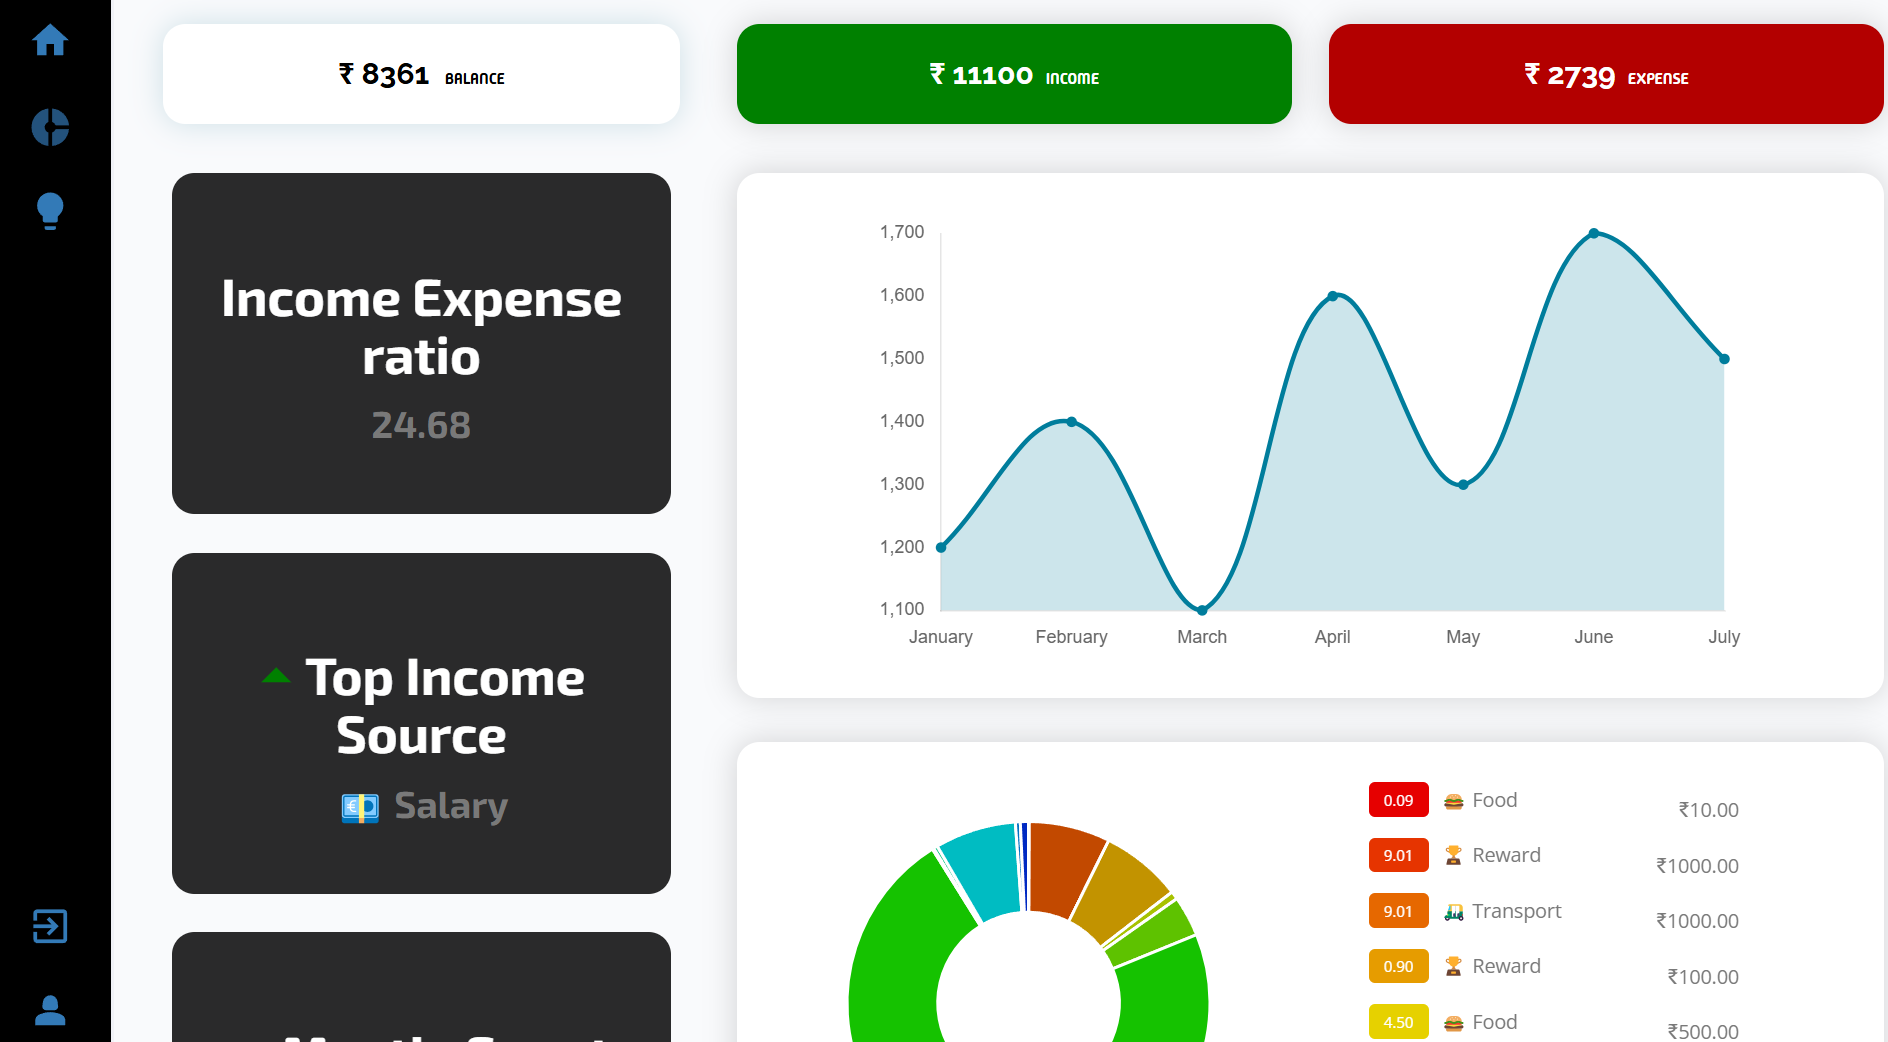 ₹ 8361 BALANCE
₹ 11100 INCOME
₹ 2739 EXPENSE
Income Expense
ratio
24.68
Top Income
Source
Salary
1,700
1,600
1,500
1,400
1,300
1,200
1,100
January February March April May June July
0.09 Food ₹10.00
9.01 Reward ₹1000.00
9.01 Transport ₹1000.00
0.90 Reward ₹100.00
4.50 Food ₹500.00